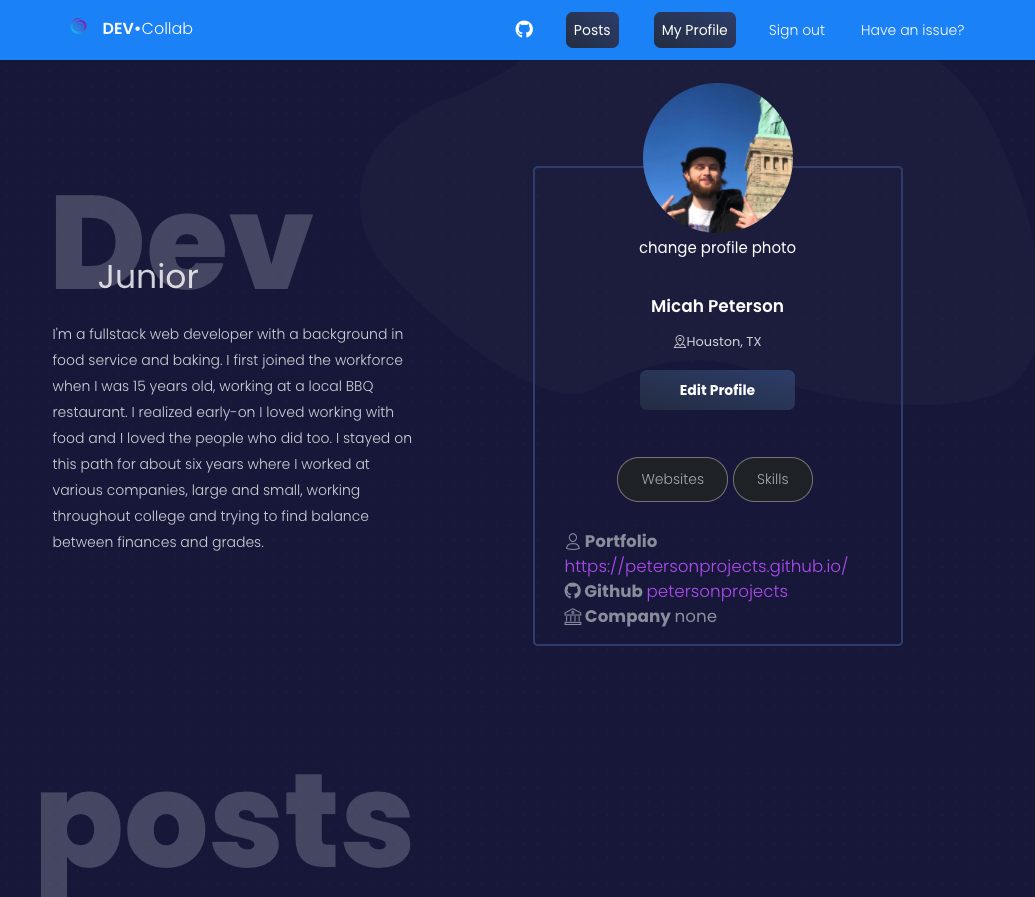 DEV•Collab
Posts
My Profile
Sign out
Have an issue?
Dev
Junior
I'm a fullstack web developer with a background in
food service and baking. I first joined the workforce
when I was 15 years old, working at a local BBQ
restaurant. I realized early-on I loved working with
food and I loved the people who did too. I stayed on
this path for about six years where I worked at
various companies, large and small, working
throughout college and trying to find balance
between finances and grades.
change profile photo
Micah Peterson
Houston, TX
Edit Profile
Websites
Skills
Portfolio
https://petersonprojects.github.io/
Github petersonprojects
Company none
posts